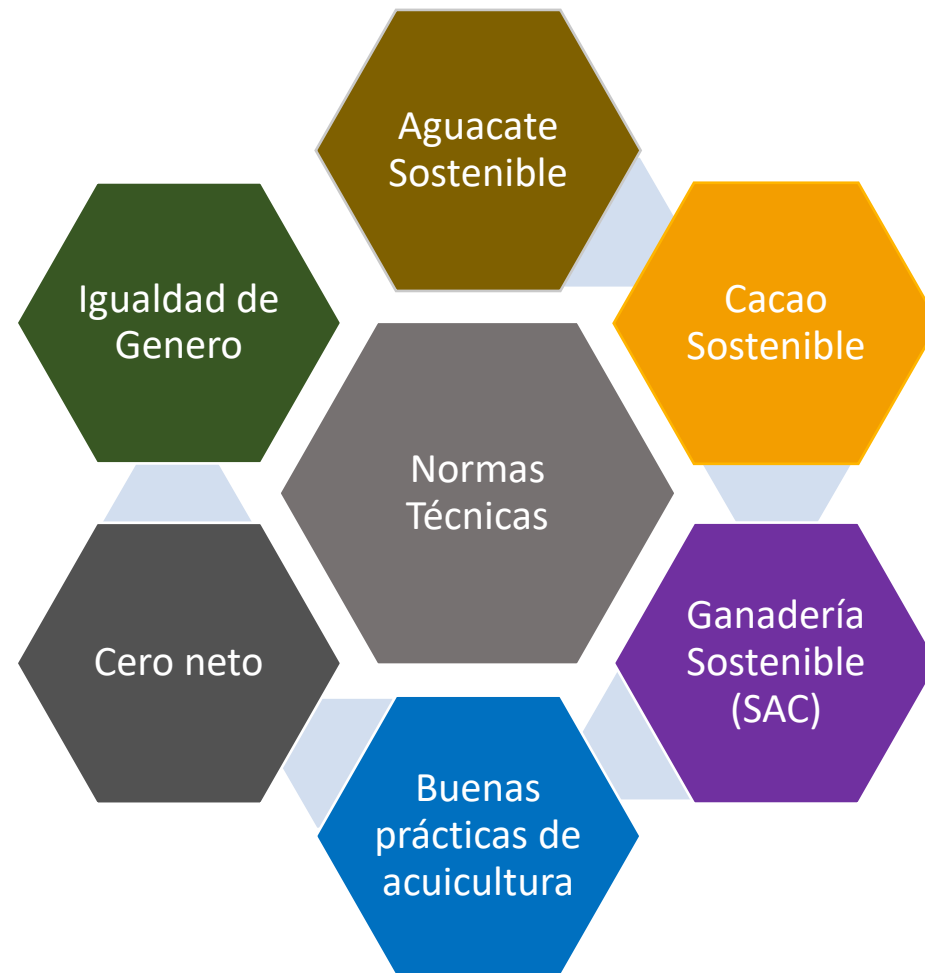 Aguacate
Sostenible
Igualdad de
Genero
Cacao
Sostenible
Normas
Técnicas
Cero neto
Ganadería
Sostenible
(SAC)
Buenas
prácticas de
acuicultura